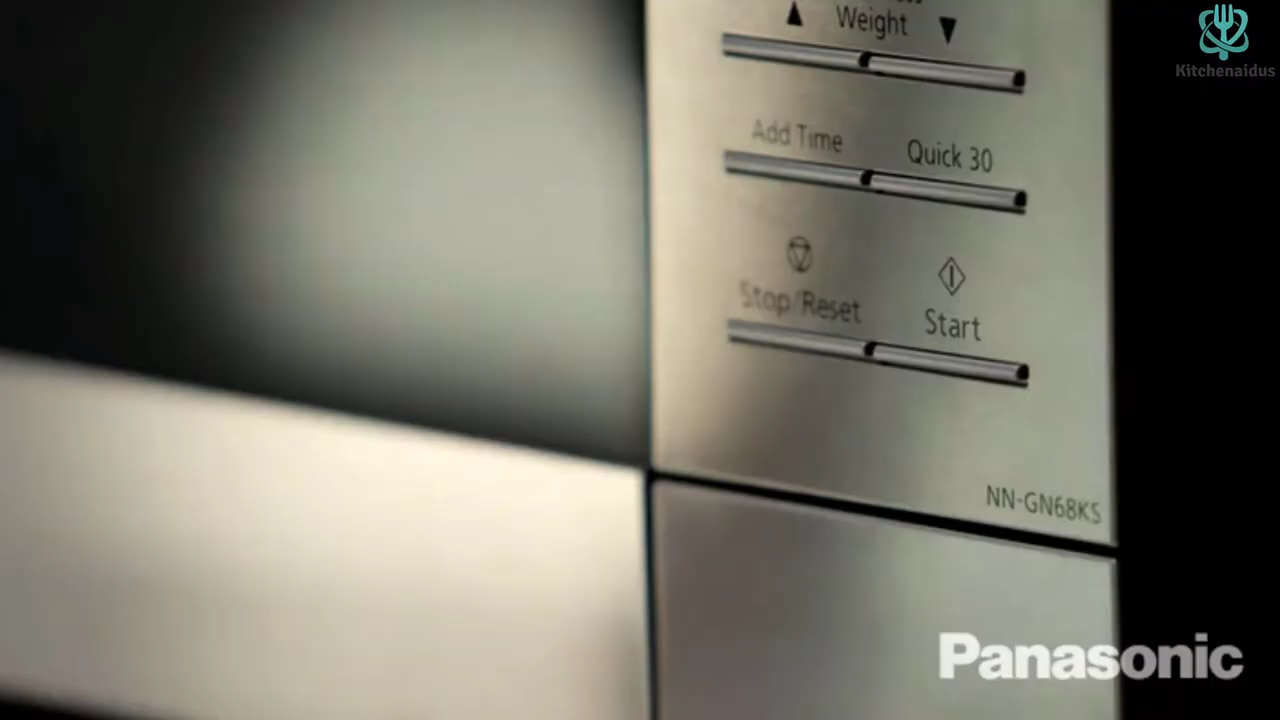 Weight
Kitchenaidus
Add Time
Quick 30
Stop/Reset
Start
NN-GN68KS
Panasonic